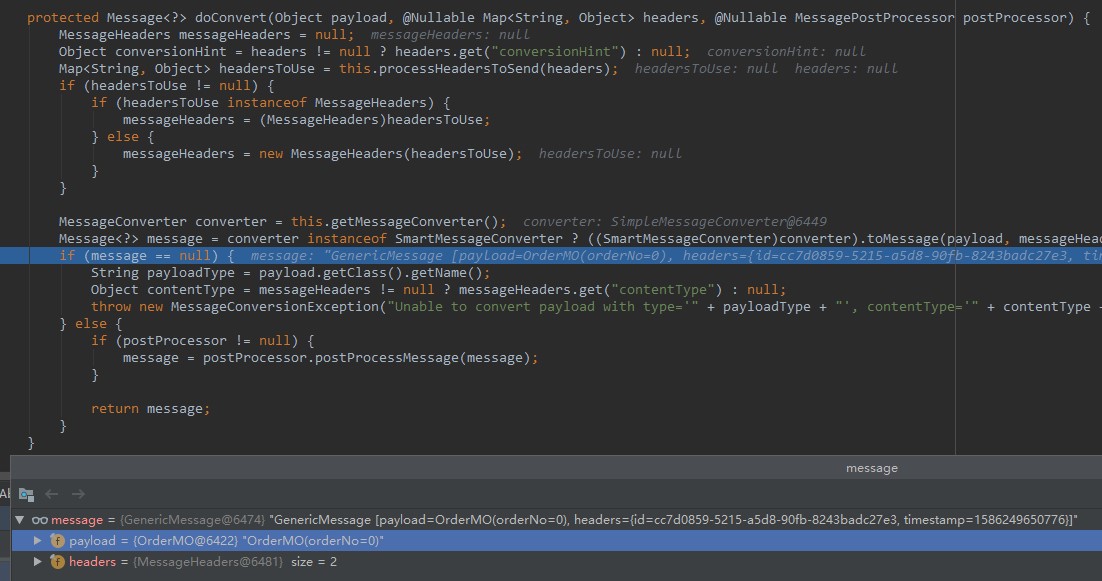 protected Message<?> doConvert(Object payload, @Nullable Map<String, Object> headers, @Nullable MessagePostProcessor postProcessor) {
MessageHeaders messageHeaders = null; messageHeaders: null
Object conversionHint = headers != null ? headers.get("conversionHint") : null; conversionHint: null
Map<String, Object> headersToUse = this.processHeadersToSend(headers); headersToUse: null headers: null
if (headersToUse != null) {
if (headersToUse instanceof MessageHeaders) {
messageHeaders = (MessageHeaders)headersToUse;
} else {
messageHeaders = new MessageHeaders(headersToUse); headersToUse: null
}
}
MessageConverter converter = this.getMessageConverter(); converter: SimpleMessageConverter@6449
Message<?> message = converter instanceof SmartMessageConverter ? ((SmartMessageConverter)converter).toMessage(payload, messageHea
if (message == null) { message: "GenericMessage [payload=OrderMO(orderNo=0), headers={id=cc7d0859-5215-a5d8-90fb-8243badc27e3, ti
String payloadType = payload.getClass().getName();
Object contentType = messageHeaders != null ? messageHeaders.get("contentType") : null;
throw new MessageConversionException("Unable to convert payload with type='" + payloadType + "', contentType='" + contentType +
} else {
if (postProcessor != null) {
message = postProcessor.postProcessMessage(message);
}
return message;
}
}
message
message = {GenericMessage@6474} "GenericMessage [payload=OrderMO(orderNo=0), headers={id=cc7d0859-5215-a5d8-90fb-8243badc27e3, timestamp=1586249650776}]"
payload = {OrderMO@6422} "OrderMO(orderNo=0)"
headers = {MessageHeaders@6481} size = 2